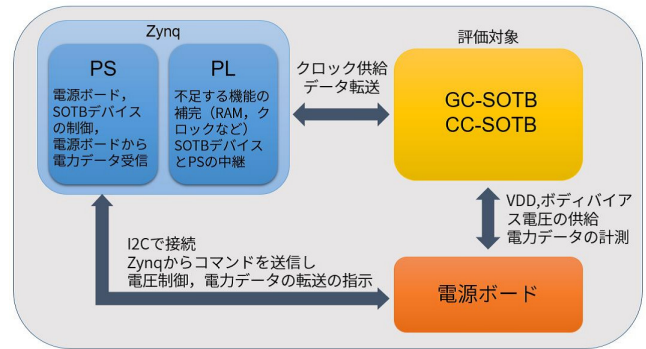 Zynq
PS
電源ボード，
SOTBデバイス
の制御，
電源ボードから
電力データ受信
PL
不足する機能の
補完（RAM，ク
ロックなど）
SOTBデバイス
とPSの中継
クロック供給
データ転送
評価対象
GC-SOTB
CC-SOTB
VDD,ボディバイア
ス電圧の供給
電力データの計測
I2Cで接続
Zynqからコマンドを送信し
電圧制御，電力データの転送の指示
電源ボード